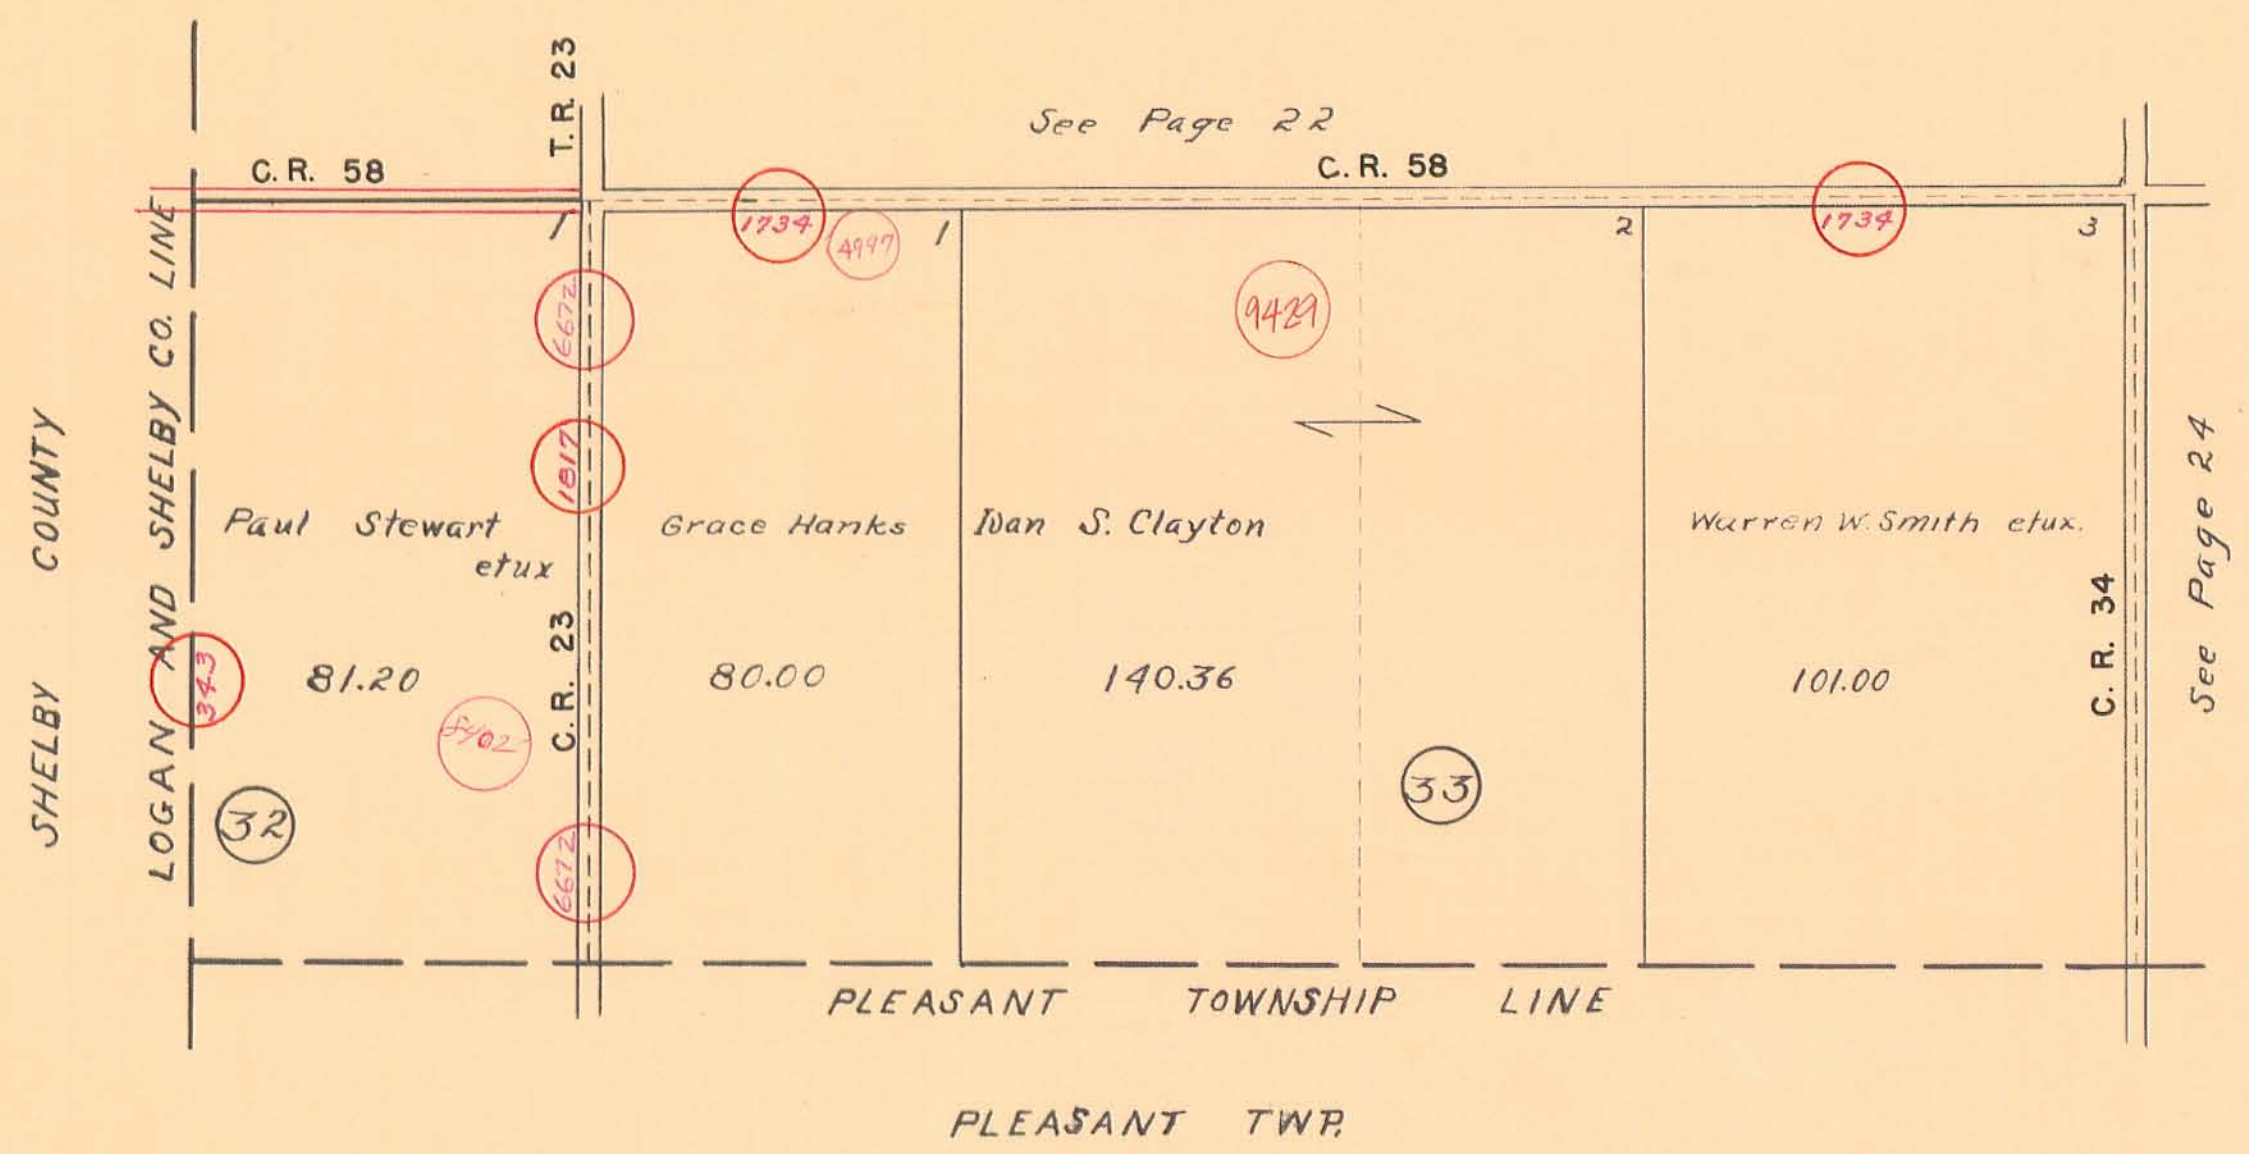 T. R. 23
See Page 22
C. R. 58
C. R. 58
1
1734
4997
1
2
1734
3
6672
9429
1817
SHELBY COUNTY
LOGAN AND SHELBY CO. LINE
Paul Stewart
etux
Grace Hanks
Ivan S. Clayton
Warren W. Smith etux.
See Page 24
C. R. 23
C. R. 34
343
81.20
80.00
140.36
101.00
8402
32
33
6672
PLEASANT TOWNSHIP LINE
PLEASANT TWP.